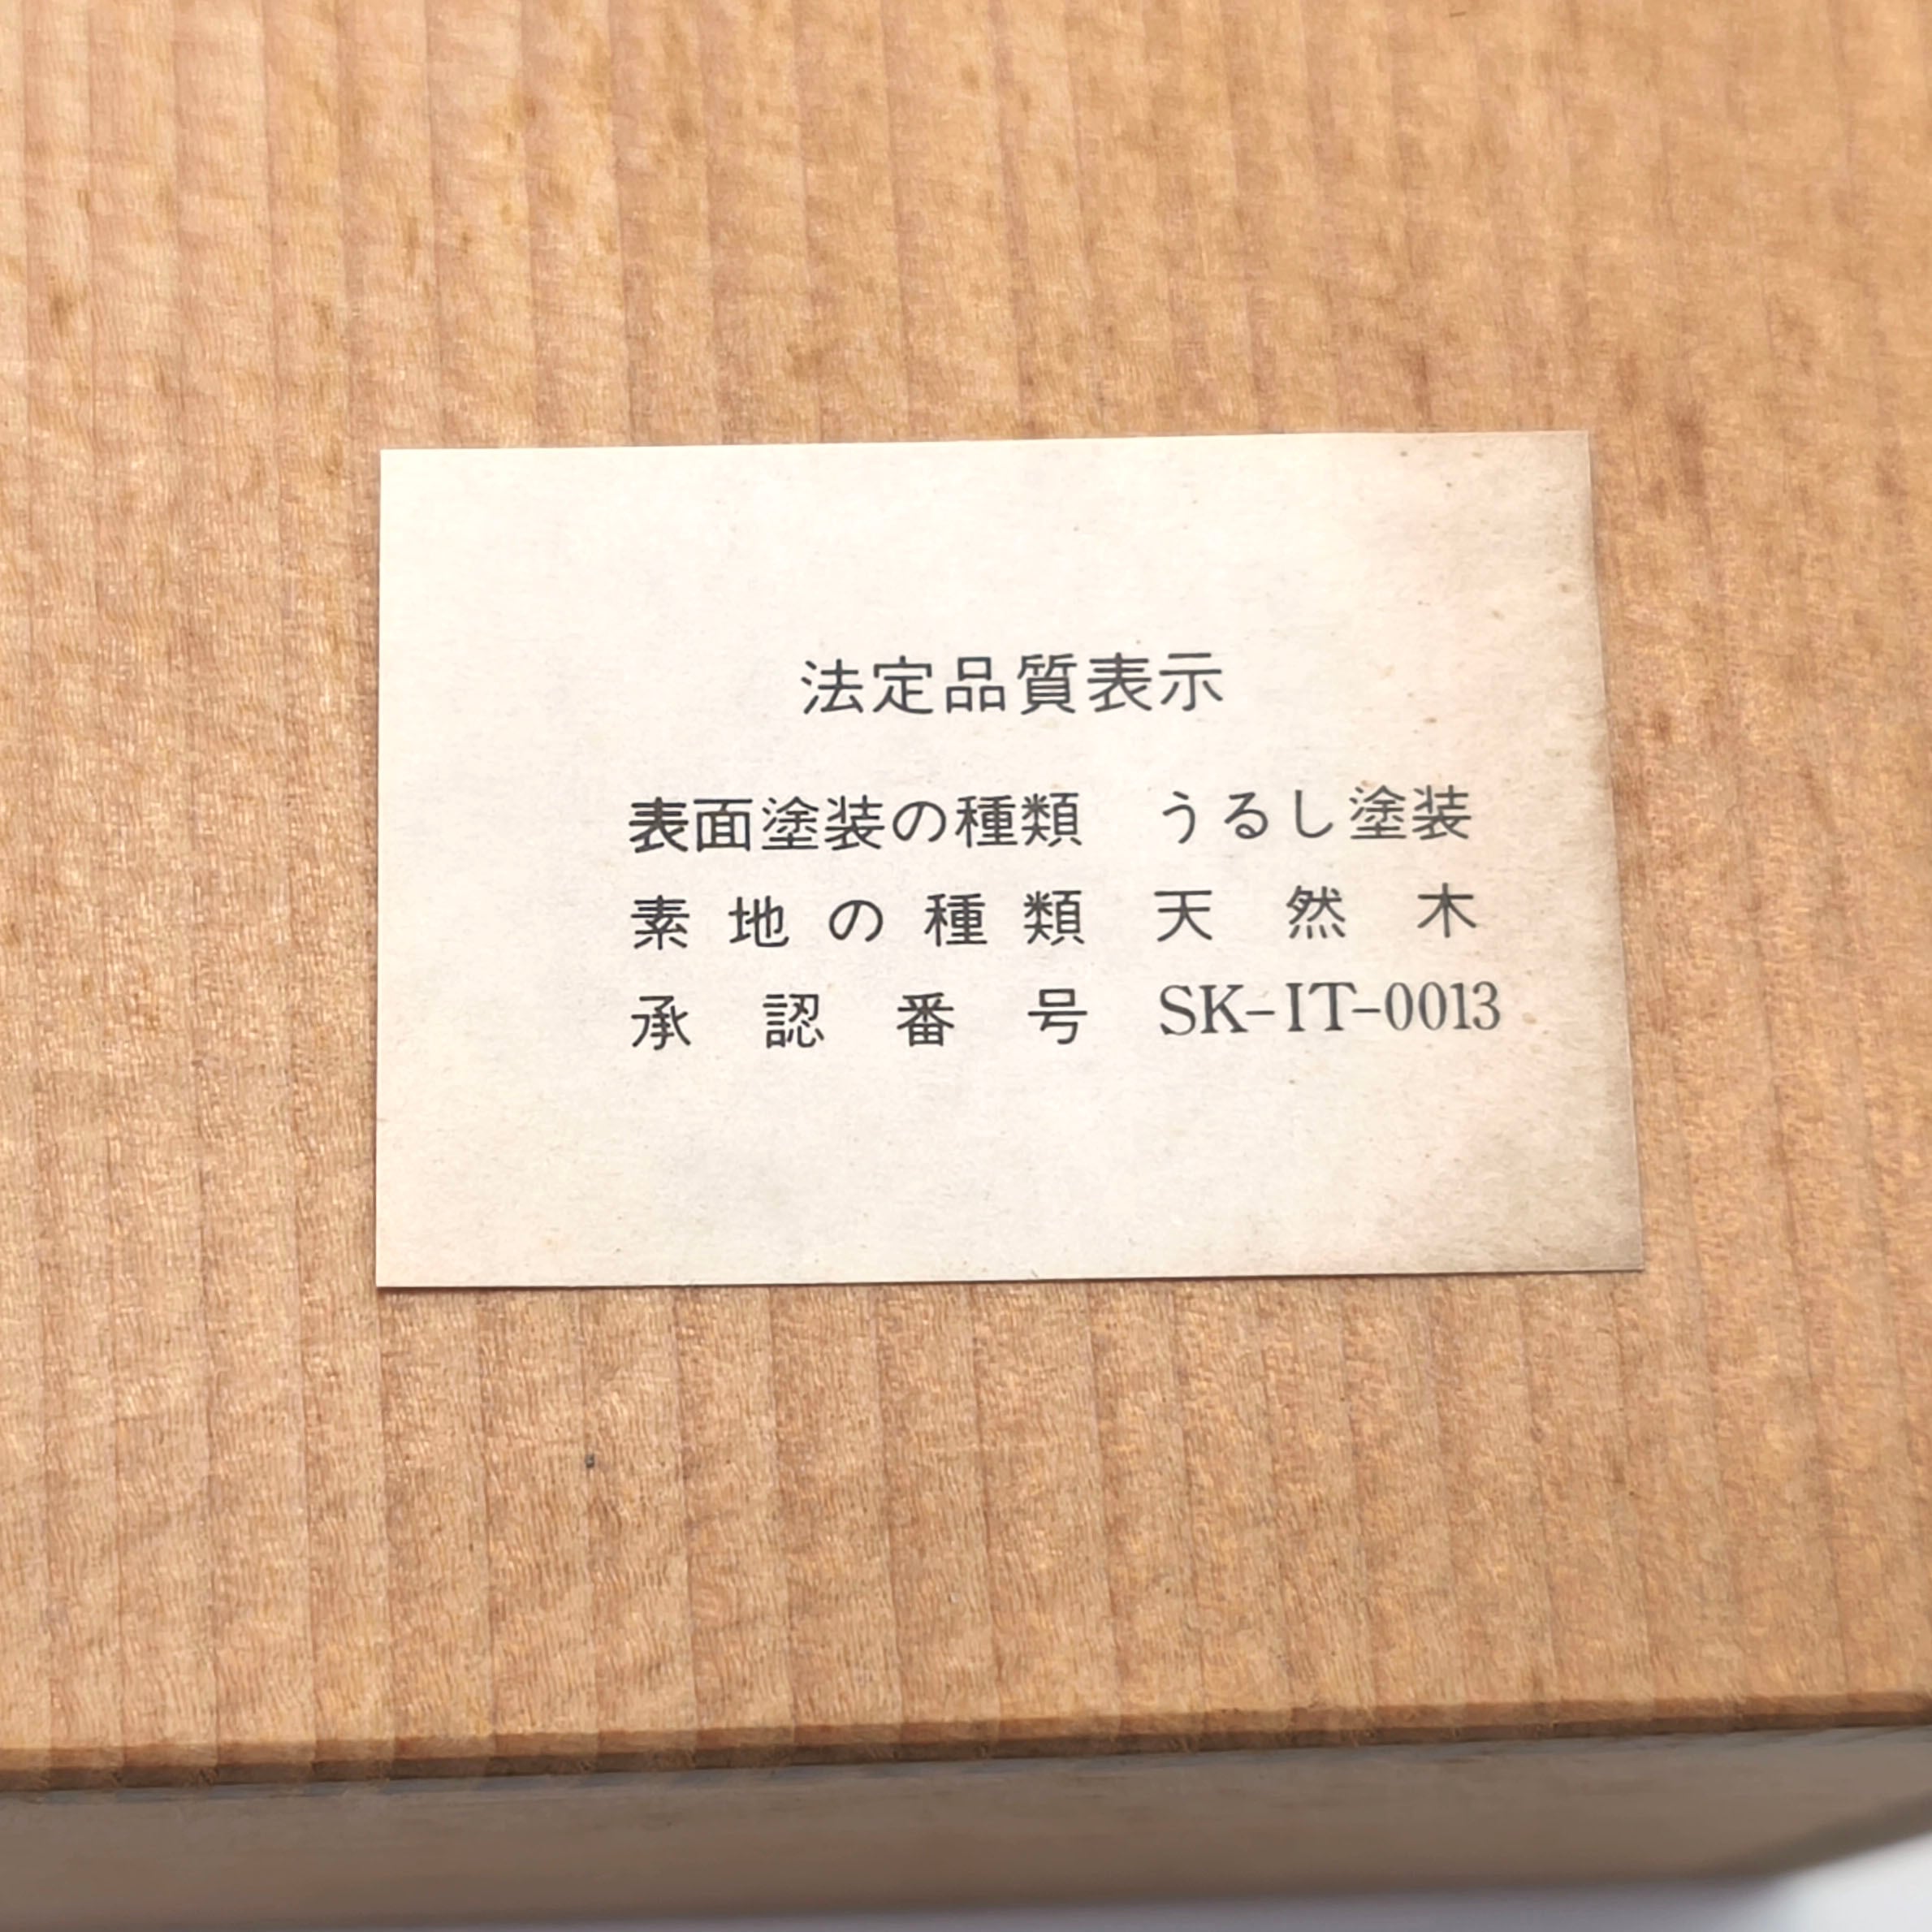 法定品質表示
表面塗装の種類 うるし塗装
素地の種類 天然木
承認番号 SK-IT-0013